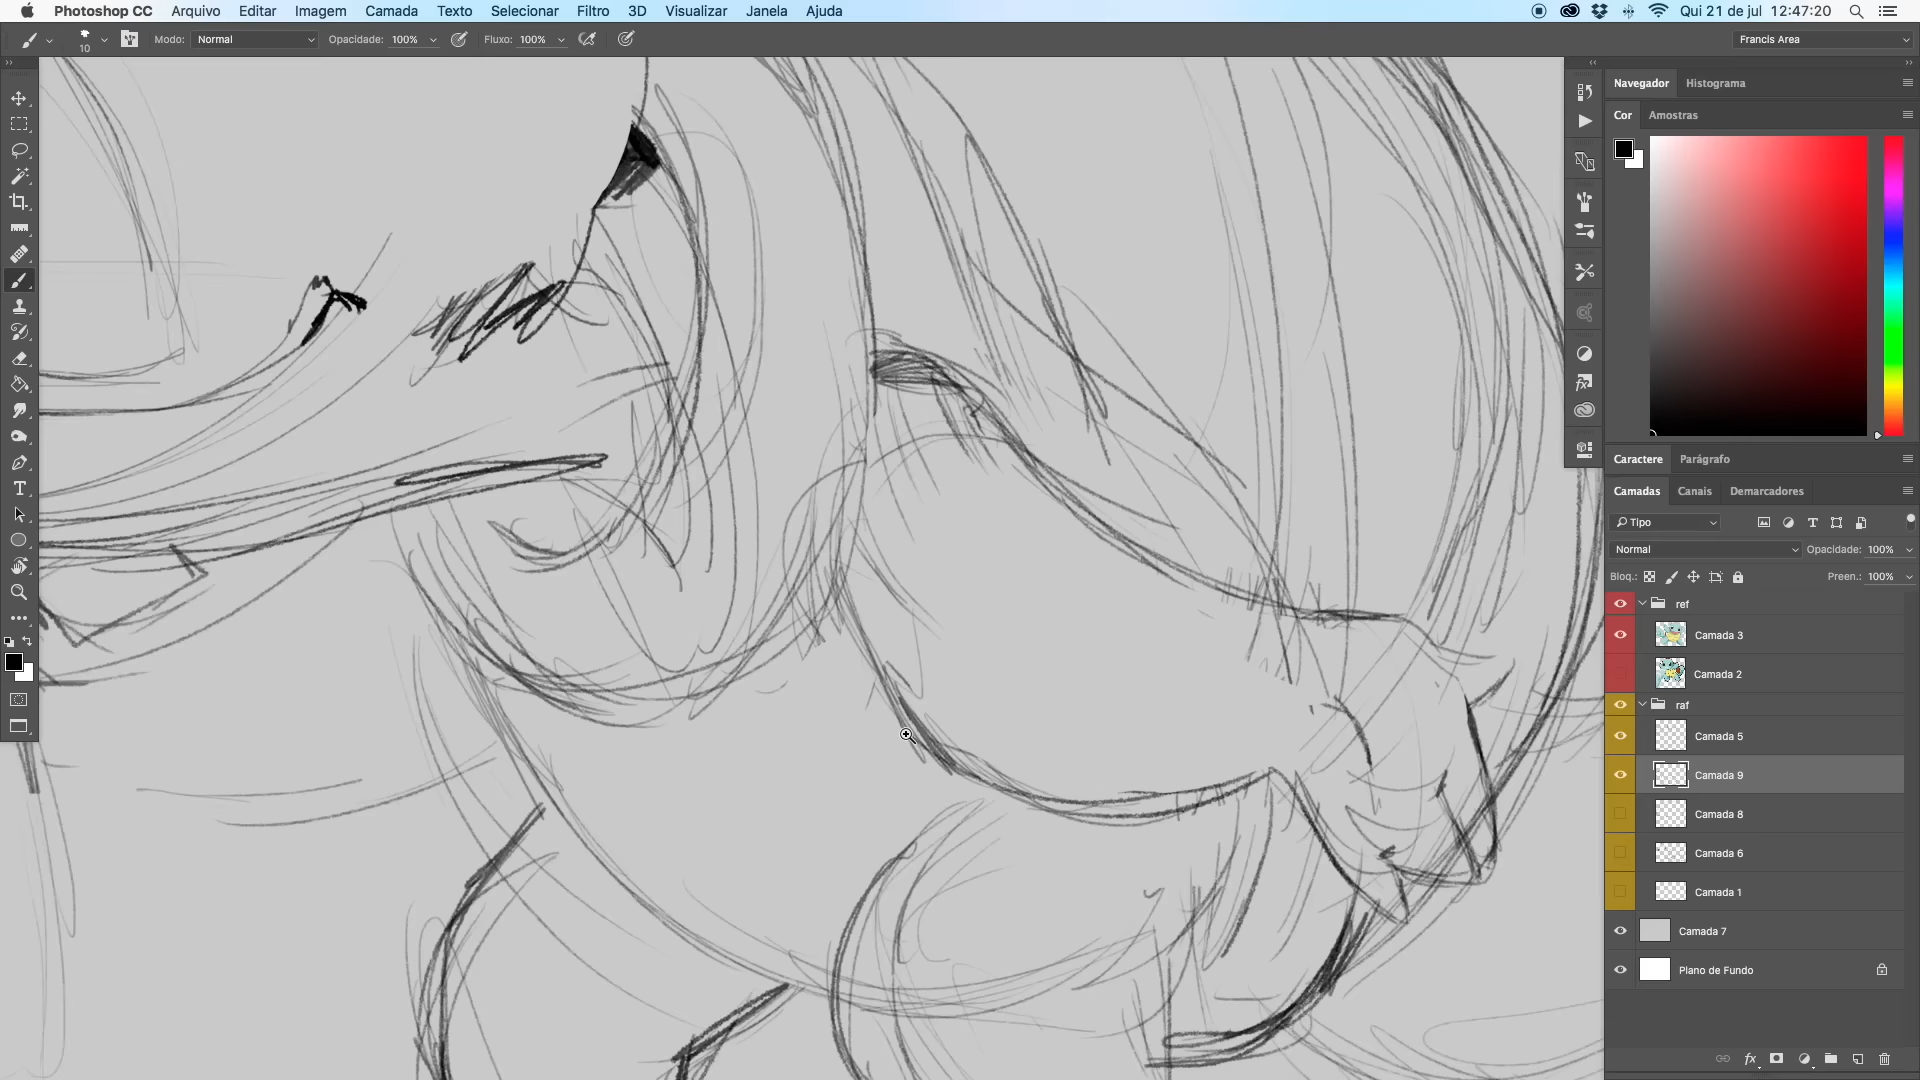 Photoshop CC Arquivo Editar Imagem Camada Texto Selecionar Filtro 3D Visualizar Janela Ajuda Qui 21 de jul 12:47:20
10 Modo: Normal Opacidade: 100% Fluxo: 100% Francis Area
Navegador Histograma
Cor Amostras
Caractere Parágrafo
Camadas Canais Demarcadores
Tipo
Normal Opacidade: 100%
Bloq.: Preen.: 100%
ref
Camada 3
Camada 2
raf
Camada 5
Camada 9
Camada 8
Camada 6
Camada 1
Camada 7
Plano de Fundo